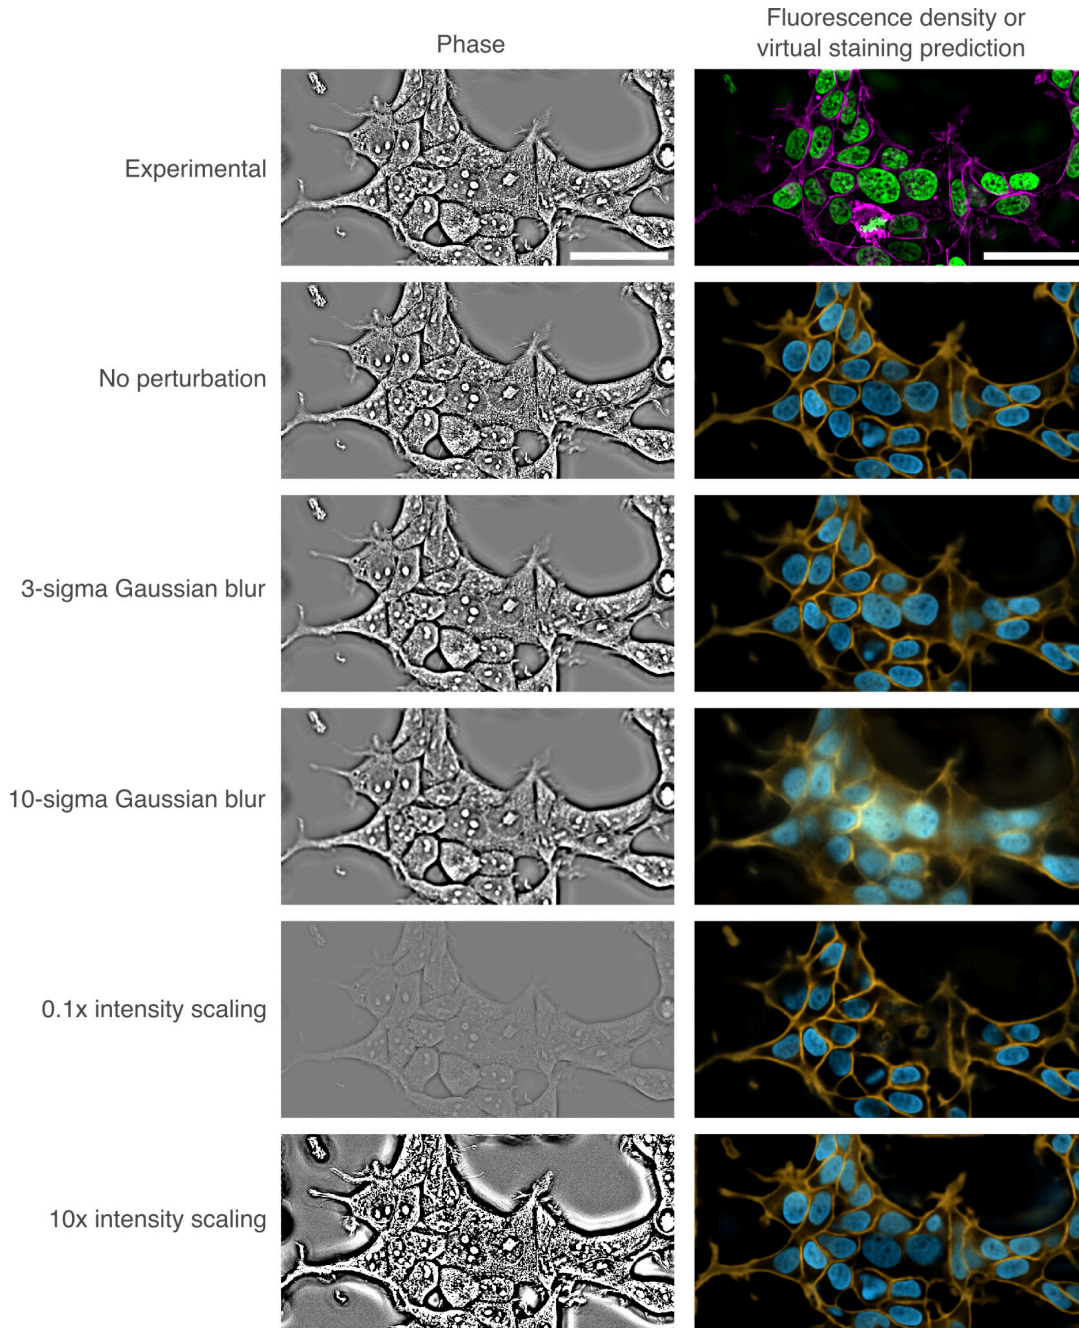 Phase
Fluorescence density or
virtual staining prediction
Experimental
No perturbation
3-sigma Gaussian blur
10-sigma Gaussian blur
0.1x intensity scaling
10x intensity scaling